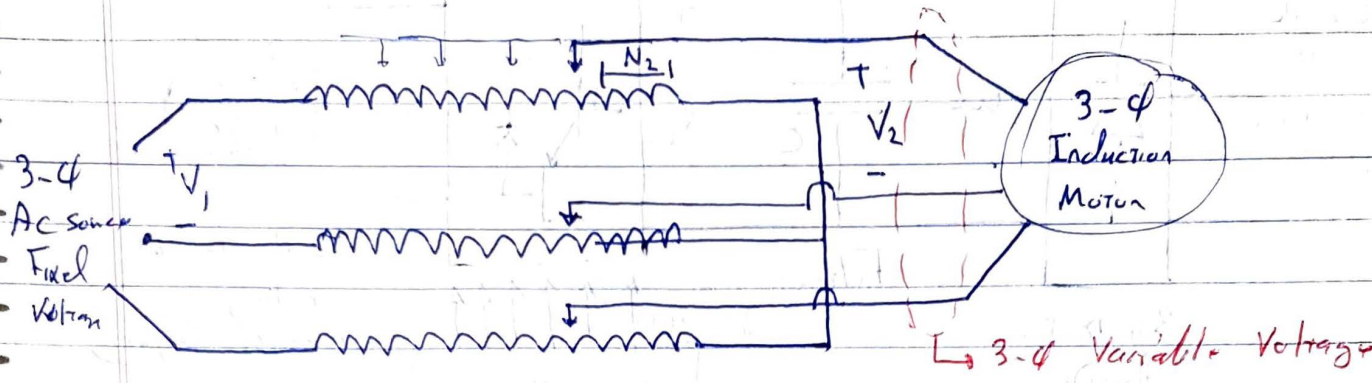 N2
+
V2
-
3-ϕ
Induction
Motor
3-ϕ
AC source
Fixed
Voltage
+
V1
-
3-ϕ Variable Voltage